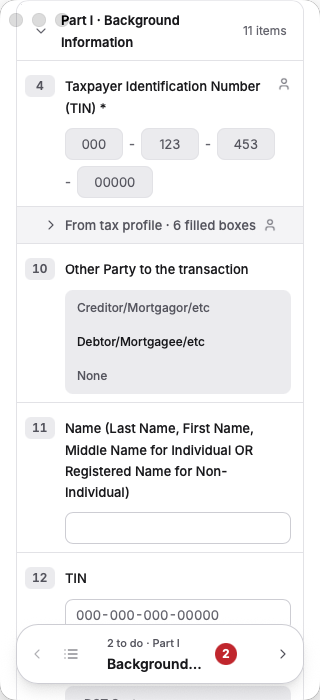 Part I · Background
Information
11 items
4
Taxpayer Identification Number
(TIN) *
000 - 123 - 453
- 00000
From tax profile · 6 filled boxes
10
Other Party to the transaction
Creditor/Mortgagor/etc
Debtor/Mortgagee/etc
None
11
Name (Last Name, First Name,
Middle Name for Individual OR
Registered Name for Non-
Individual)
12
TIN
000-000-000-00000
2 to do · Part I
Background...
2